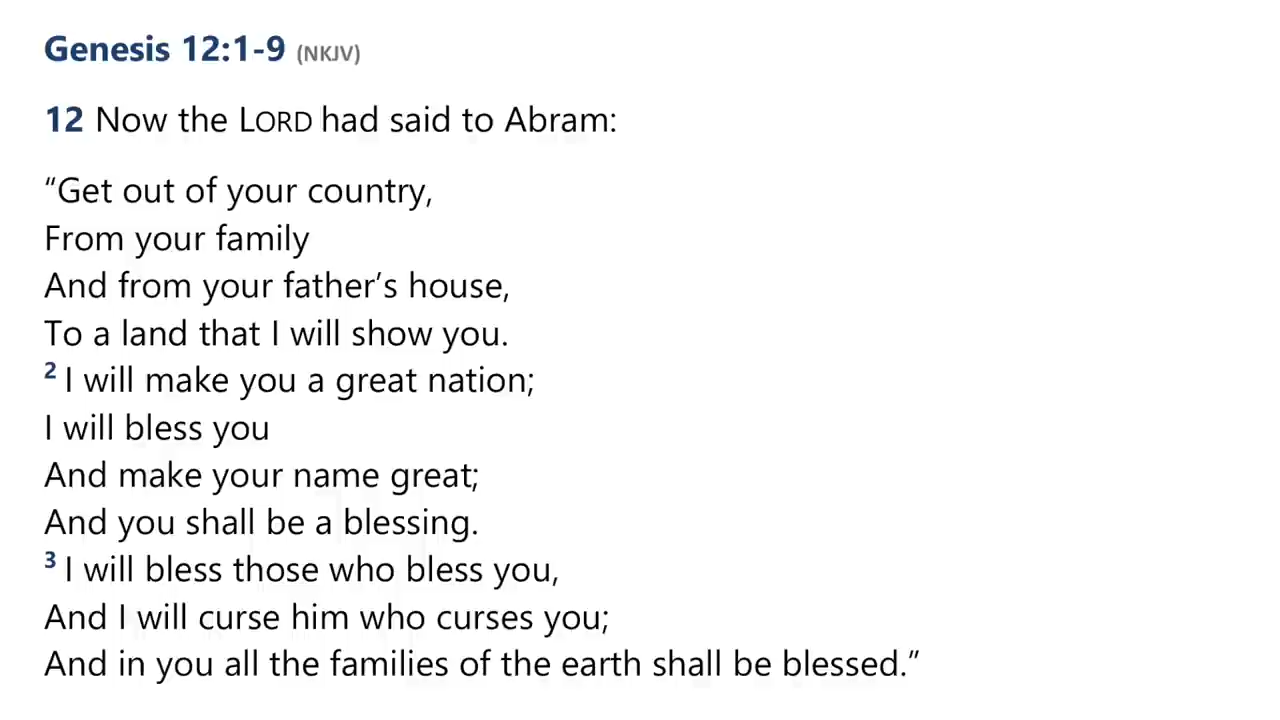 Genesis 12:1-9 (NKJV)
12 Now the LORD had said to Abram:
“Get out of your country,
From your family
And from your father’s house,
To a land that I will show you.
2 I will make you a great nation;
I will bless you
And make your name great;
And you shall be a blessing.
3 I will bless those who bless you,
And I will curse him who curses you;
And in you all the families of the earth shall be blessed.”